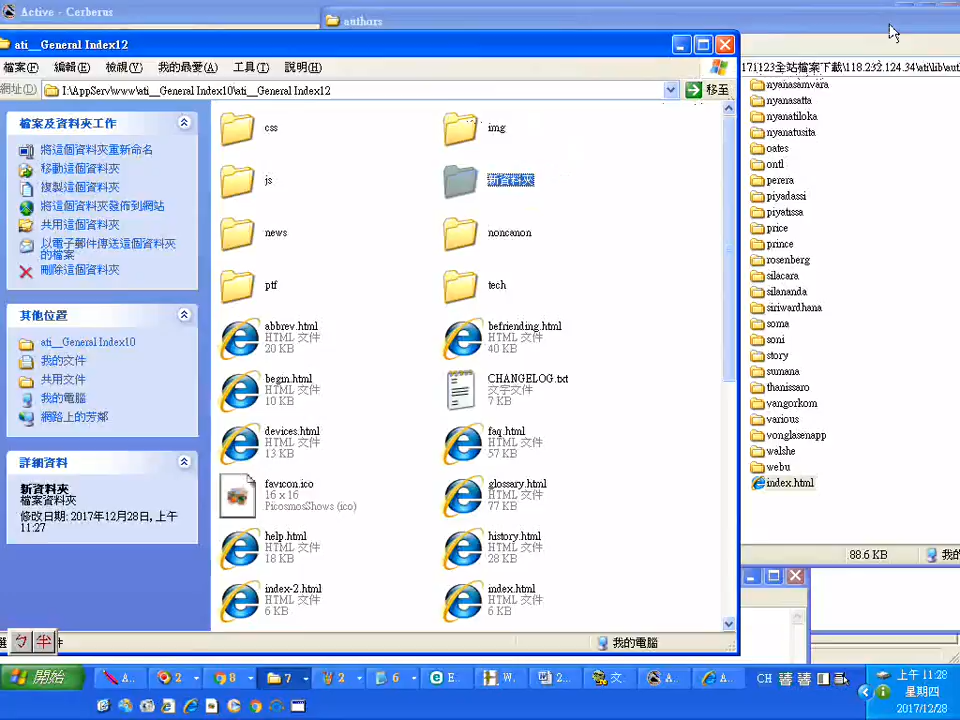 Active - Cerberus
authors
ati__General Index12
檔案(F) 編輯(E) 檢視(V) 我的最愛(A) 工具(T) 說明(H)
網址(D) I:\AppServ\www\ati__General Index10\ati__General Index12 移至
檔案及資料夾工作
將這個資料夾重新命名
移動這個資料夾
複製這個資料夾
將這個資料夾發佈到網站
共用這個資料夾
以電子郵件傳送這個資料夾
的檔案
刪除這個資料夾
其他位置
ati__General Index10
我的文件
共用文件
我的電腦
網路上的芳鄰
詳細資料
新資料夾
檔案資料夾
修改日期: 2017年12月28日, 上午
11:27
css
img
js
新資料夾
news
noncanon
ptf
tech
abbrev.html
HTML 文件
20 KB
befriending.html
HTML 文件
40 KB
begin.html
HTML 文件
10 KB
CHANGELOG.txt
文字文件
7 KB
devices.html
HTML 文件
13 KB
faq.html
HTML 文件
57 KB
favicon.ico
16 x 16
PicosmosShows (ico)
glossary.html
HTML 文件
77 KB
help.html
HTML 文件
18 KB
history.html
HTML 文件
28 KB
index-2.html
HTML 文件
6 KB
index.html
HTML 文件
6 KB
我的電腦
171123全站檔案下載\118.232.124.34\ati\lib\aut
nyanasamvara
nyanasatta
nyanatiloka
nyanatusita
oates
ontl
perera
piyadassi
piyatissa
price
prince
rosenberg
silacara
silananda
siriwardhana
soma
soni
story
sumana
thanissaro
vangorkom
various
vonglasenapp
walshe
webu
index.html
88.6 KB
我的
ㄅ 半
開始
A..
2
8
7
2
6
E..
W..
2...
文
A..
A..
CH
上午 11:28
星期四
2017/12/28